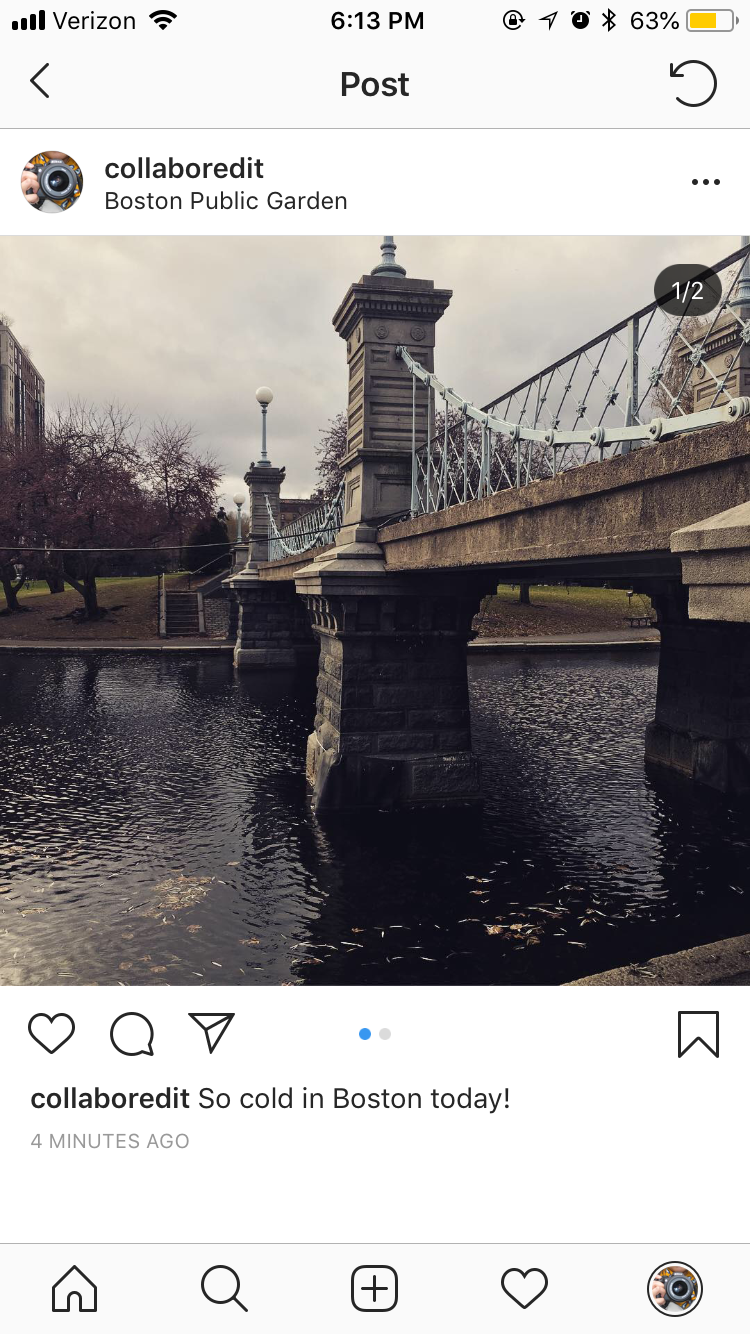 Verizon 6:13 PM 63%
Post
collaboredit
Boston Public Garden
1/2
collaboredit So cold in Boston today!
4 MINUTES AGO